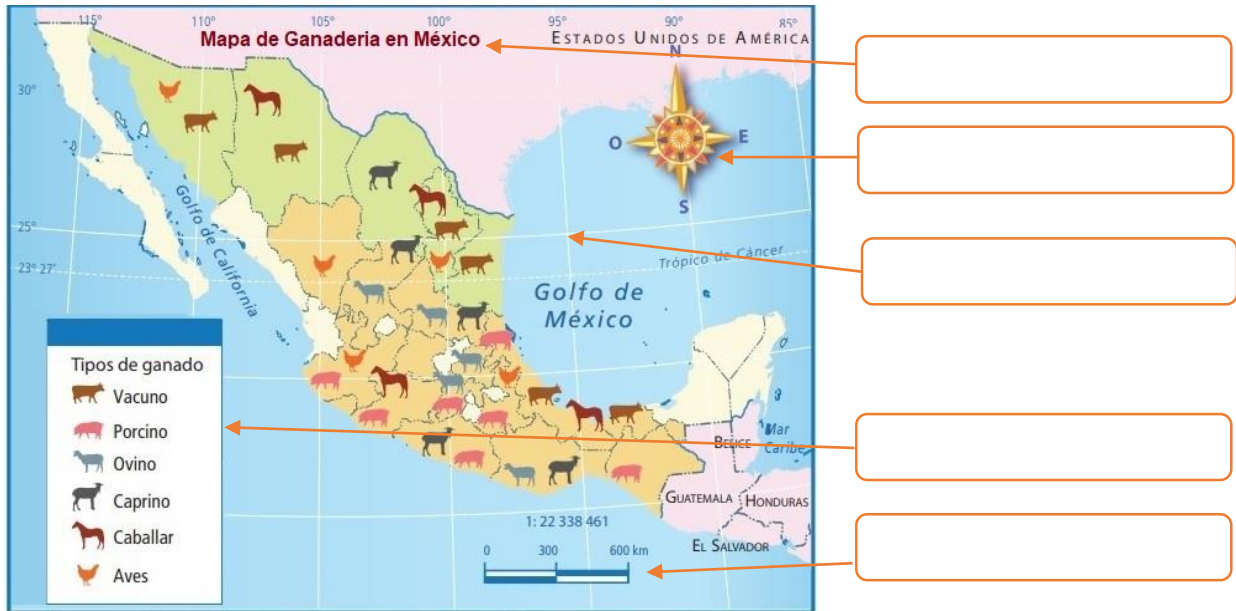 115°
110°
105°
100°
95°
90°
85°
Mapa de Ganaderia en México
ESTADOS UNIDOS DE AMÉRICA
N
30°
O
E
S
Golfo de California
25°
23° 27'
Trópico de Cáncer
Golfo de
México
Tipos de ganado
Vacuno
Porcino
Ovino
Caprino
Caballar
Aves
BELICE
Mar
Caribe
GUATEMALA
HONDURAS
EL SALVADOR
1: 22 338 461
0 300 600 km